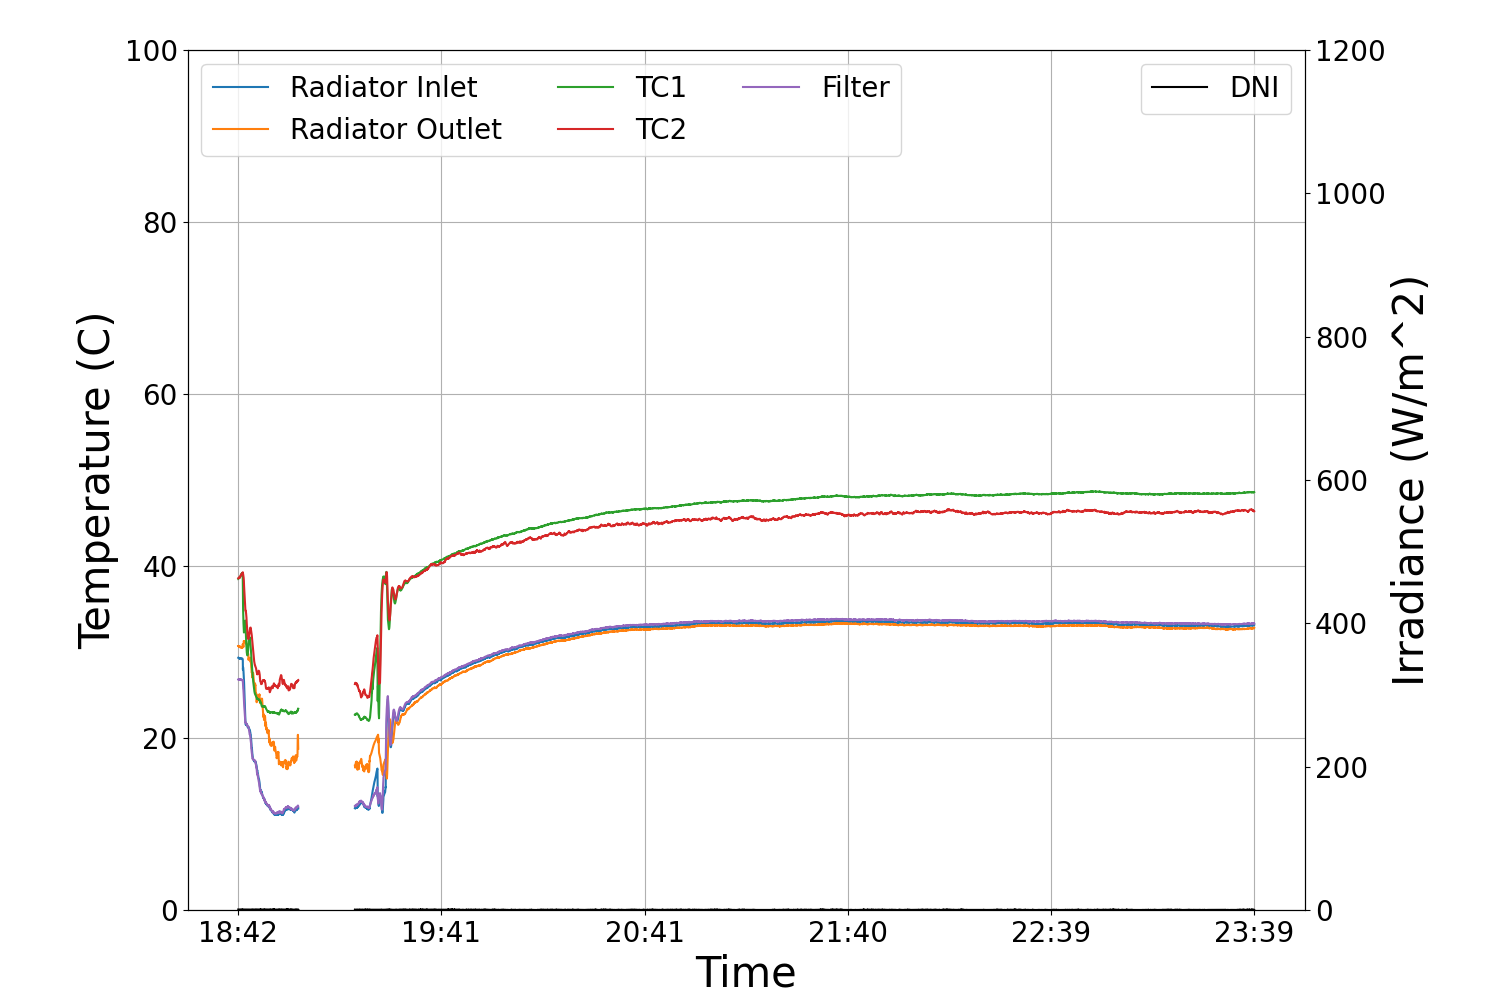 100
80
60
40
20
0
Temperature (C)
Radiator Inlet
Radiator Outlet
TC1
TC2
Filter
DNI
1200
1000
800
600
400
200
0
Irradiance (W/m^2)
18:42 19:41 20:41 21:40 22:39 23:39
Time